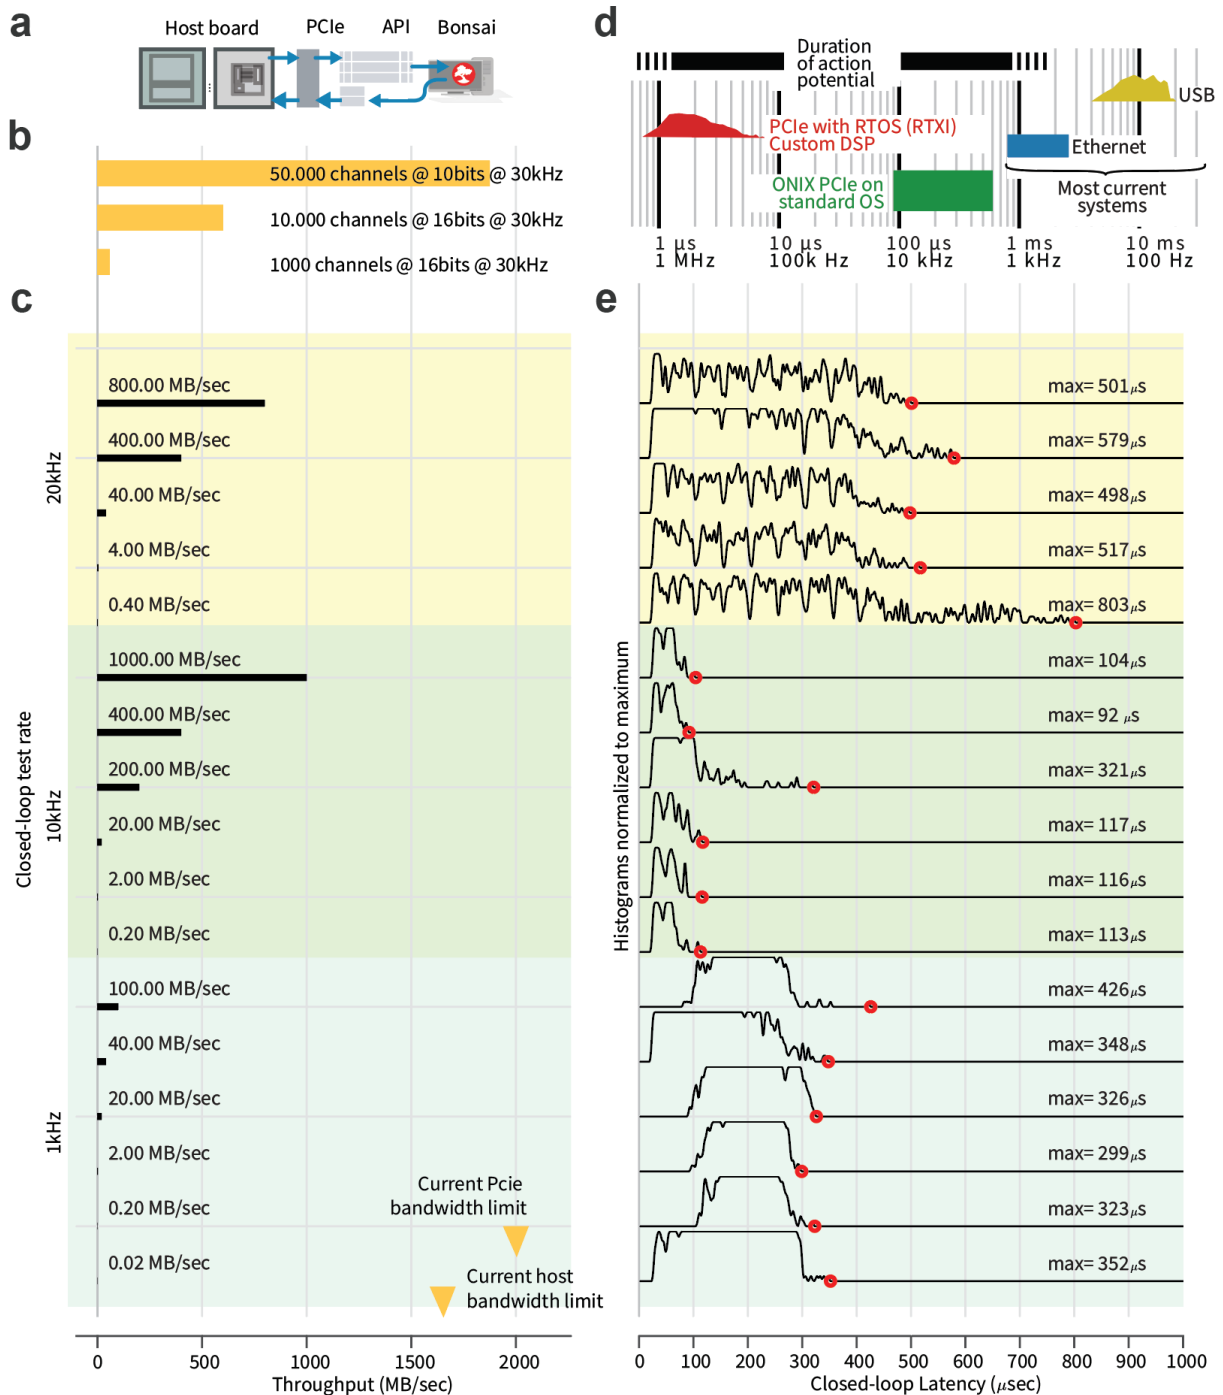 a
Host board
PCIe
API
Bonsai
b
50.000 channels @ 10bits @ 30kHz
10.000 channels @ 16bits @ 30kHz
1000 channels @ 16bits @ 30kHz
c
Closed-loop test rate
20kHz
800.00 MB/sec
400.00 MB/sec
40.00 MB/sec
4.00 MB/sec
0.40 MB/sec
10kHz
1000.00 MB/sec
400.00 MB/sec
200.00 MB/sec
20.00 MB/sec
2.00 MB/sec
0.20 MB/sec
1kHz
100.00 MB/sec
40.00 MB/sec
20.00 MB/sec
2.00 MB/sec
0.20 MB/sec
0.02 MB/sec
Current Pcie
bandwidth limit
Current host
bandwidth limit
0 500 1000 1500 2000
Throughput (MB/sec)
d
Duration
of action
potential
USB
PCIe with RTOS (RTXI)
Custom DSP
Ethernet
ONIX PCIe on
standard OS
Most current
systems
1 µs 10 µs 100 µs 1 ms 10 ms
1 MHz 100k Hz 10 kHz 1 kHz 100 Hz
e
Histograms normalized to maximum
max= 501µs
max= 579µs
max= 498µs
max= 517µs
max= 803µs
max= 104µs
max= 92 µs
max= 321µs
max= 117µs
max= 116µs
max= 113µs
max= 426µs
max= 348µs
max= 326µs
max= 299µs
max= 323µs
max= 352µs
0 100 200 300 400 500 600 700 800 900 1000
Closed-loop Latency (µsec)